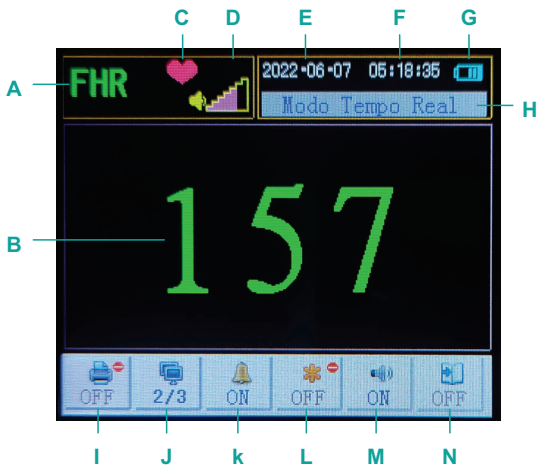 C D E F G
A FHR 2022-06-07 05:18:35
Modo Tempo Real H
B 157
OFF 2/3 ON OFF ON OFF
I J k L M N